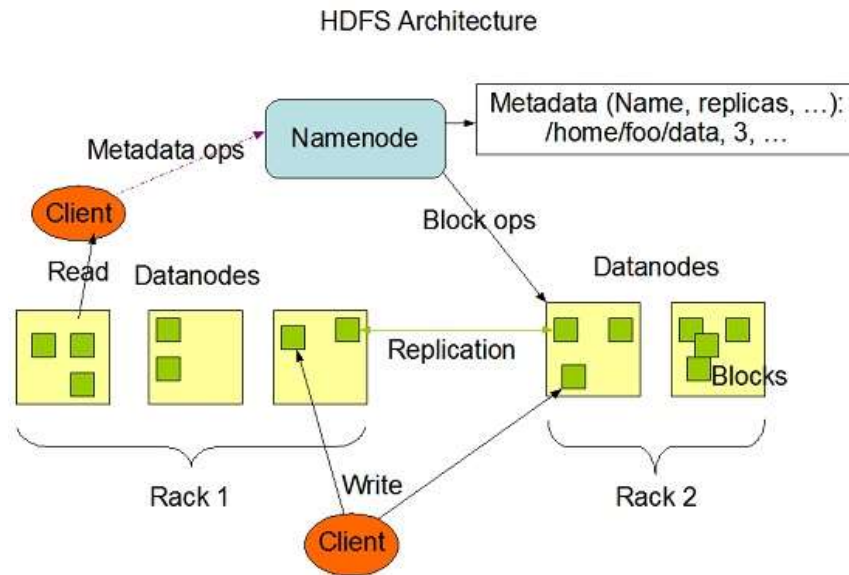 HDFS Architecture
Metadata (Name, replicas, …):
/home/foo/data, 3, …
Namenode
Metadata ops
Client
Block ops
Read
Datanodes
Datanodes
Replication
Blocks
Rack 1
Write
Rack 2
Client